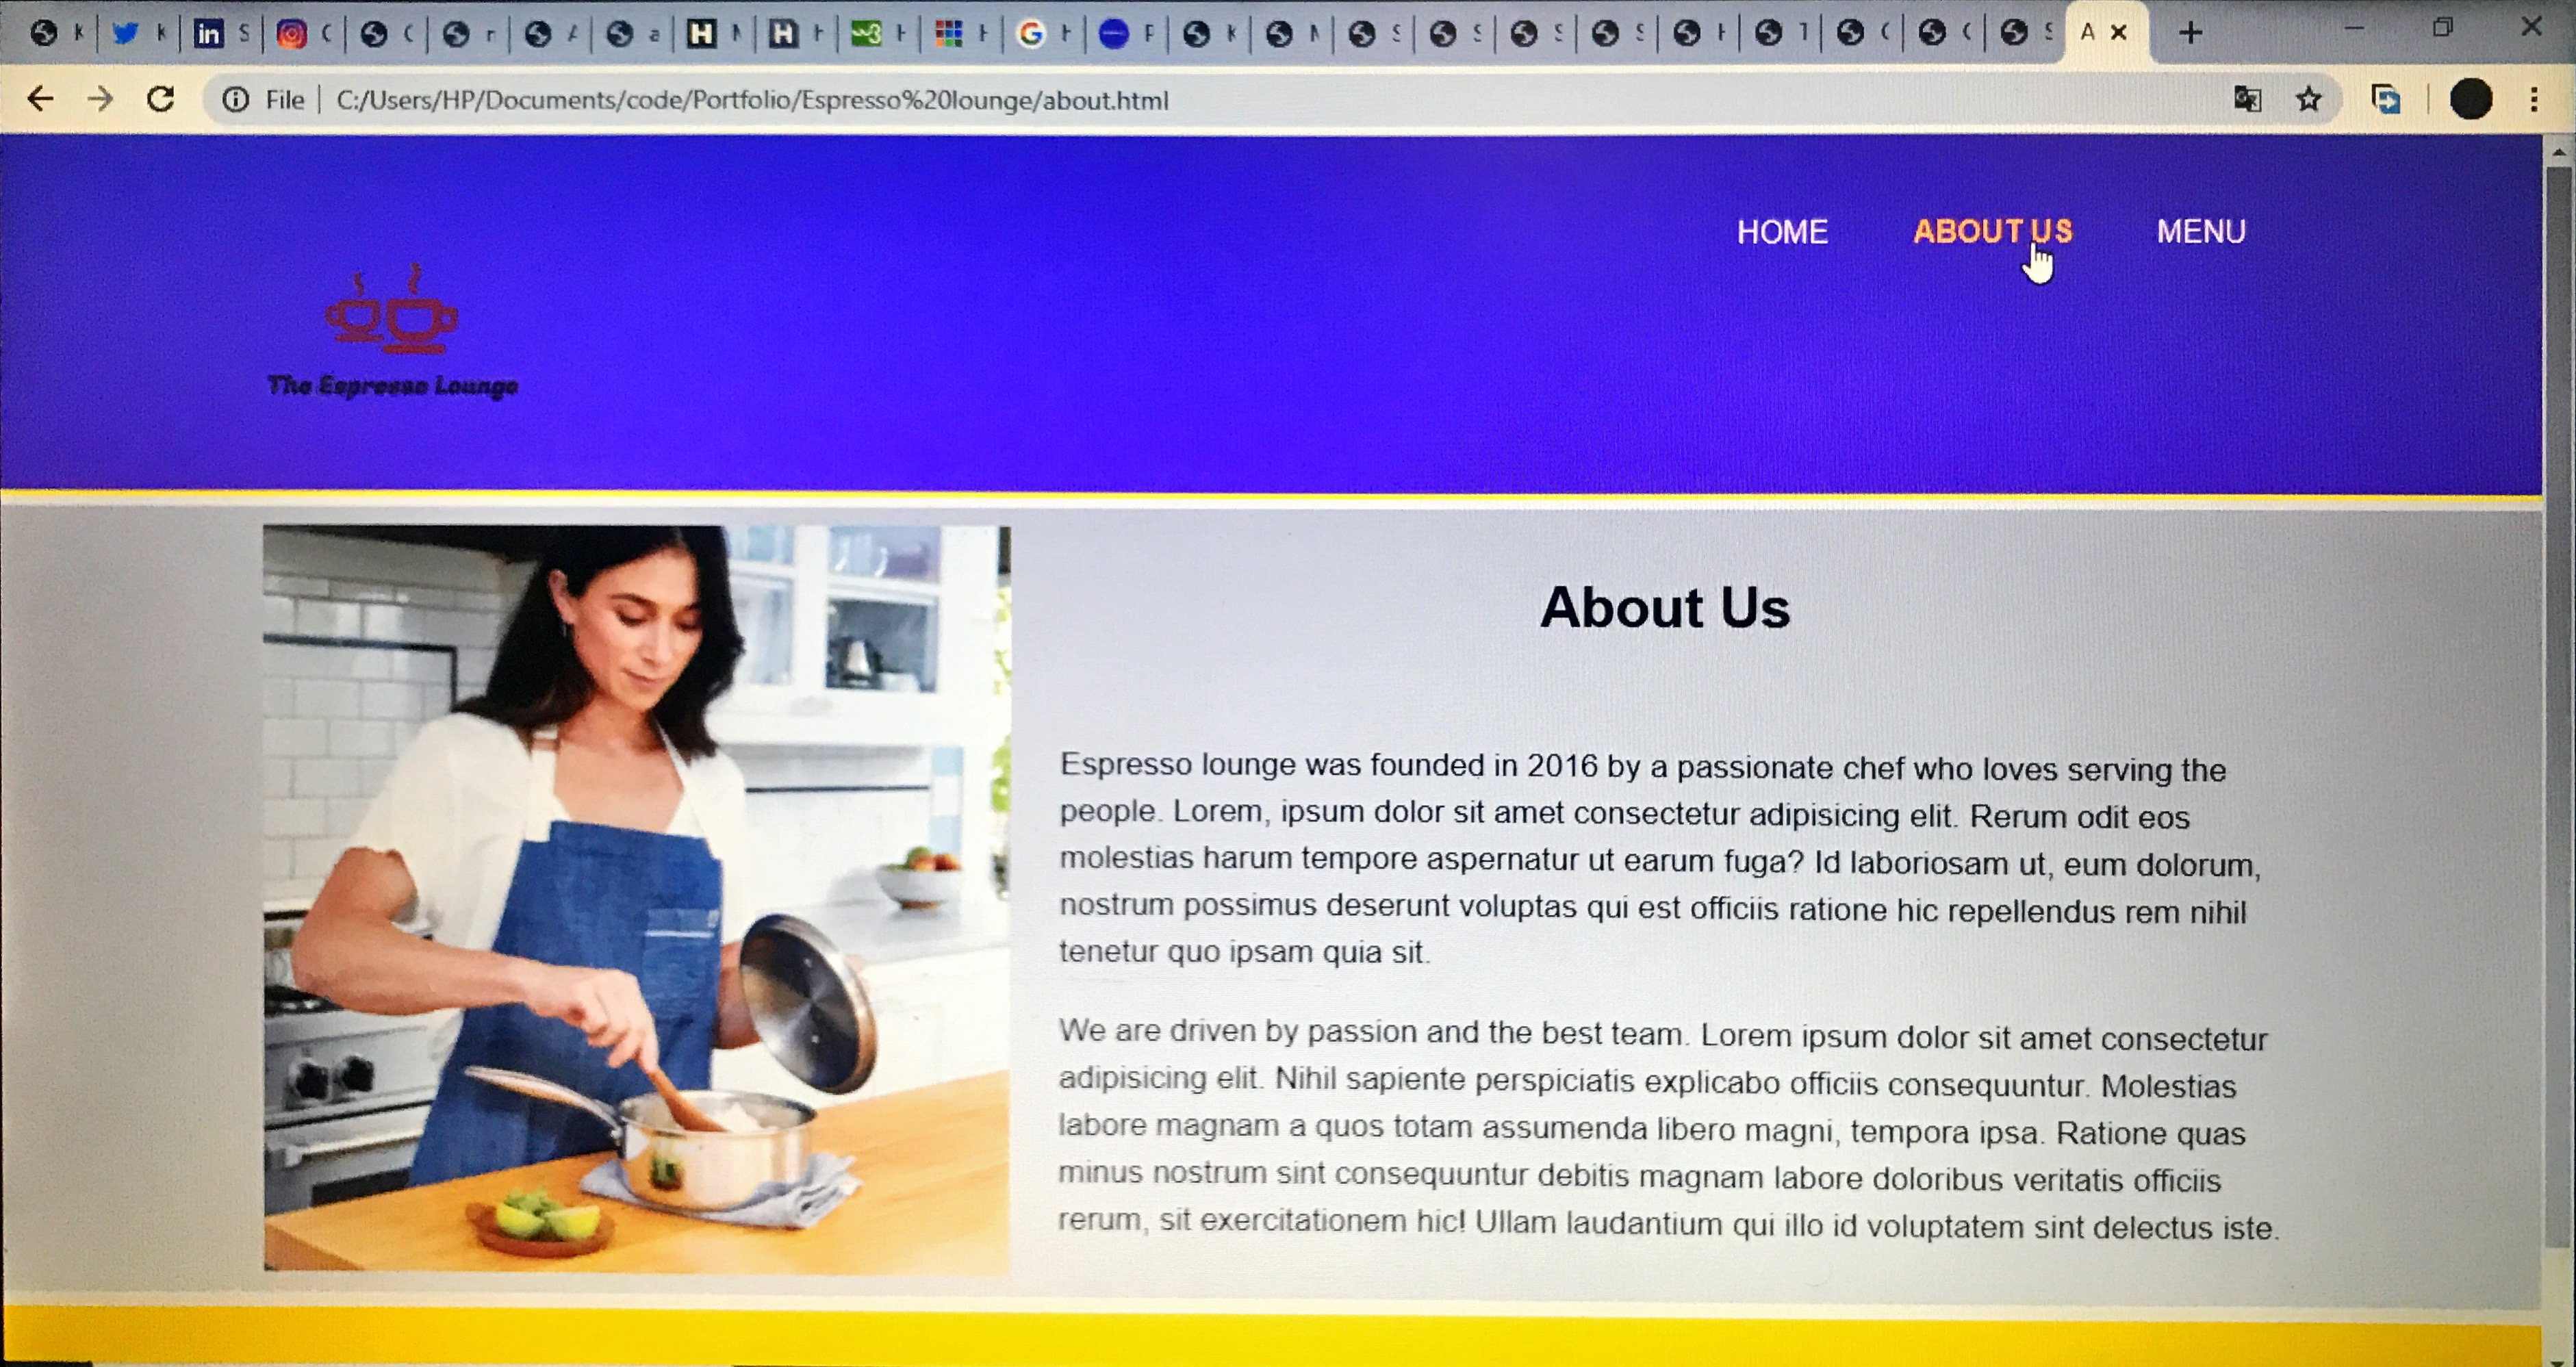 K
K
in S
C
C
r
A
a
H
H
w3
G
F
K
S
S
S
S
T
C
C
S
A
File
C:/Users/HP/Documents/code/Portfolio/Espresso%20lounge/about.html
HOME ABOUT US MENU
The Espresso Lounge
About Us
Espresso lounge was founded in 2016 by a passionate chef who loves serving the
people. Lorem, ipsum dolor sit amet consectetur adipisicing elit. Rerum odit eos
molestias harum tempore aspernatur ut earum fuga? Id laboriosam ut, eum dolorum,
nostrum possimus deserunt voluptas qui est officiis ratione hic repellendus rem nihil
tenetur quo ipsam quia sit.
We are driven by passion and the best team. Lorem ipsum dolor sit amet consectetur
adipisicing elit. Nihil sapiente perspiciatis explicabo officiis consequuntur. Molestias
labore magnam a quos totam assumenda libero magni, tempora ipsa. Ratione quas
minus nostrum sint consequuntur debitis magnam labore doloribus veritatis officiis
rerum, sit exercitationem hic! Ullam laudantium qui illo id voluptatem sint delectus iste.